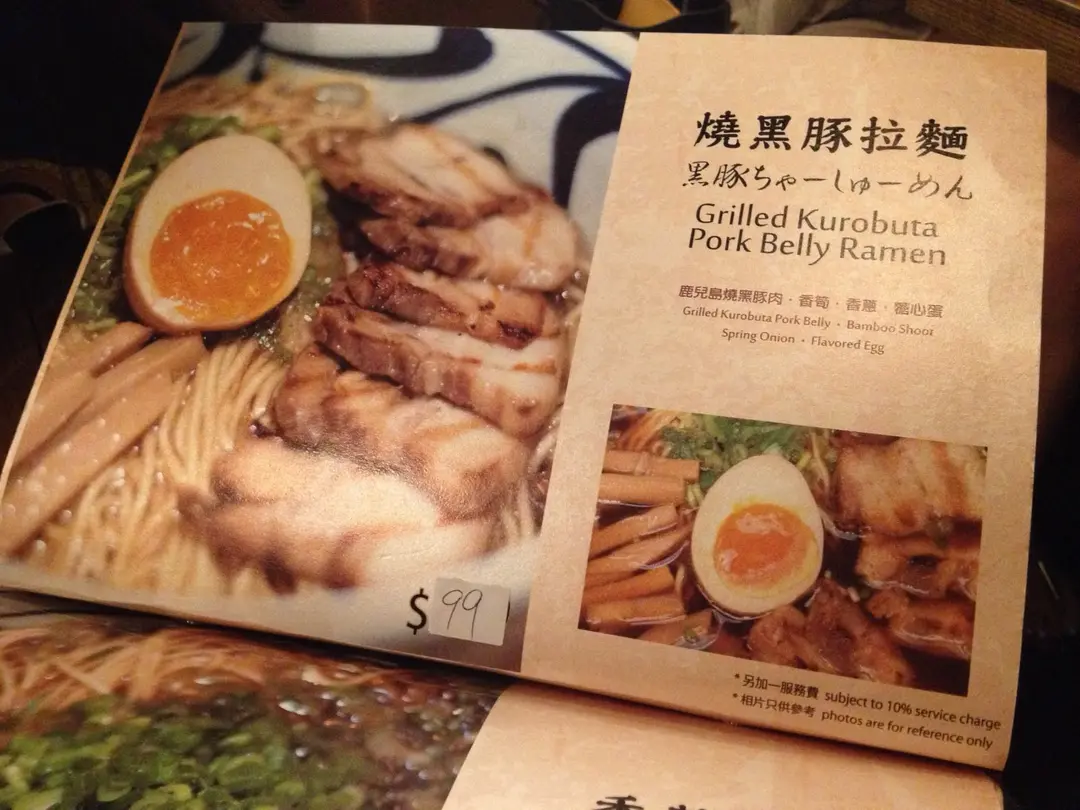 燒黑豚拉麵
黑豚ちゃーしゅーめん
Grilled Kurobuta
Pork Belly Ramen
鹿兒島燒黑豚肉・香筍・香蔥・糖心蛋
Grilled Kurobuta Pork Belly • Bamboo Shoot
Spring Onion • Flavored Egg
$99
*另加一服務費 subject to 10% service charge
*相片只供參考 photos are for reference only